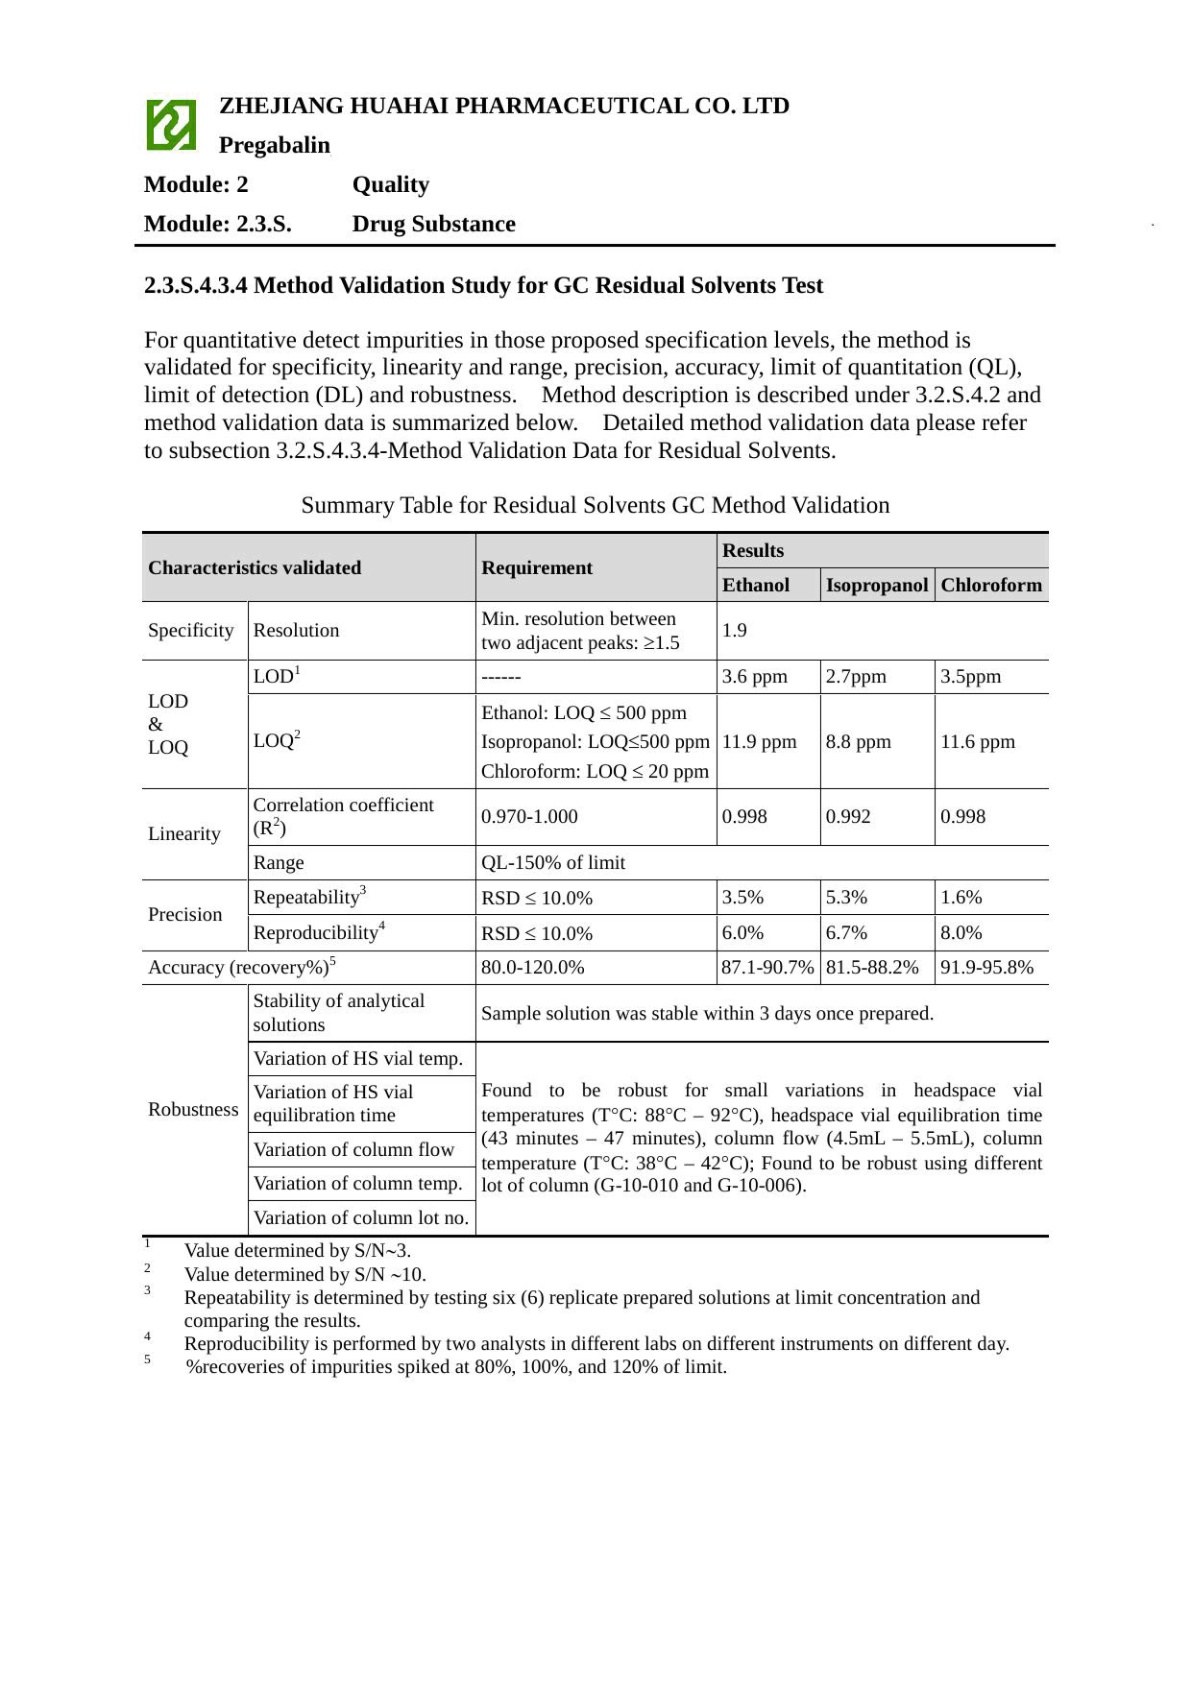 ZHEJIANG HUAHAI PHARMACEUTICAL CO. LTD
Pregabalin
Module: 2 Quality
Module: 2.3.S. Drug Substance
2.3.S.4.3.4 Method Validation Study for GC Residual Solvents Test
For quantitative detect impurities in those proposed specification levels, the method is
validated for specificity, linearity and range, precision, accuracy, limit of quantitation (QL),
limit of detection (DL) and robustness. Method description is described under 3.2.S.4.2 and
method validation data is summarized below. Detailed method validation data please refer
to subsection 3.2.S.4.3.4-Method Validation Data for Residual Solvents.
Summary Table for Residual Solvents GC Method Validation
Characteristics validated Requirement Results
Ethanol Isopropanol Chloroform
Specificity Resolution Min. resolution between
two adjacent peaks: ≥1.5 1.9
LOD
&
LOQ
LOD1 ------ 3.6 ppm 2.7ppm 3.5ppm
LOQ2
Ethanol: LOQ ≤ 500 ppm
Isopropanol: LOQ≤500 ppm 11.9 ppm 8.8 ppm 11.6 ppm
Chloroform: LOQ ≤ 20 ppm
Linearity
Correlation coefficient
(R2) 0.970-1.000 0.998 0.992 0.998
Range QL-150% of limit
Precision
Repeatability3 RSD ≤ 10.0% 3.5% 5.3% 1.6%
Reproducibility4 RSD ≤ 10.0% 6.0% 6.7% 8.0%
Accuracy (recovery%)5 80.0-120.0% 87.1-90.7% 81.5-88.2% 91.9-95.8%
Robustness
Stability of analytical
solutions Sample solution was stable within 3 days once prepared.
Variation of HS vial temp.
Variation of HS vial
equilibration time
Variation of column flow
Variation of column temp.
Variation of column lot no.
Found to be robust for small variations in headspace vial
temperatures (T°C: 88°C – 92°C), headspace vial equilibration time
(43 minutes – 47 minutes), column flow (4.5mL – 5.5mL), column
temperature (T°C: 38°C – 42°C); Found to be robust using different
lot of column (G-10-010 and G-10-006).
1 Value determined by S/N~3.
2 Value determined by S/N ~10.
3 Repeatability is determined by testing six (6) replicate prepared solutions at limit concentration and
comparing the results.
4 Reproducibility is performed by two analysts in different labs on different instruments on different day.
5 %recoveries of impurities spiked at 80%, 100%, and 120% of limit.